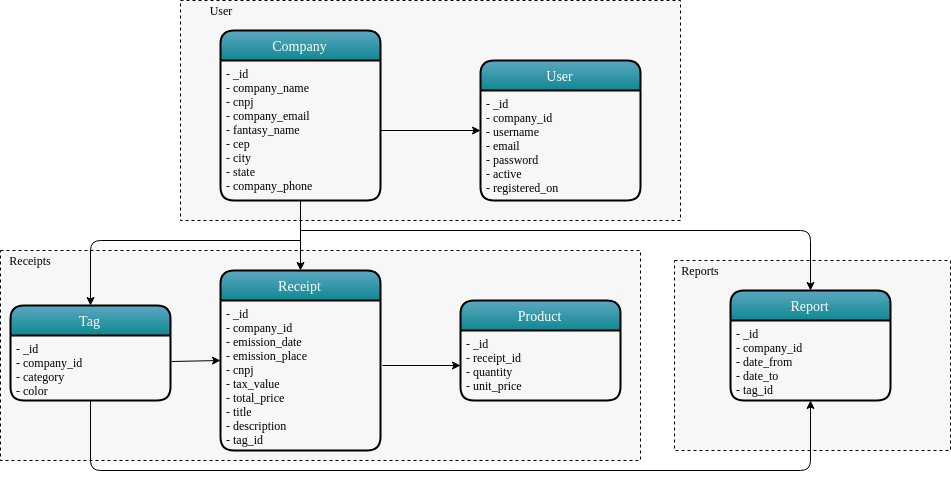 User
Company
- _id
- company_name
- cnpj
- company_email
- fantasy_name
- cep
- city
- state
- company_phone
User
- _id
- company_id
- username
- email
- password
- active
- registered_on
Receipts
Tag
- _id
- company_id
- category
- color
Receipt
- _id
- company_id
- emission_date
- emission_place
- cnpj
- tax_value
- total_price
- title
- description
- tag_id
Product
- _id
- receipt_id
- quantity
- unit_price
Reports
Report
- _id
- company_id
- date_from
- date_to
- tag_id